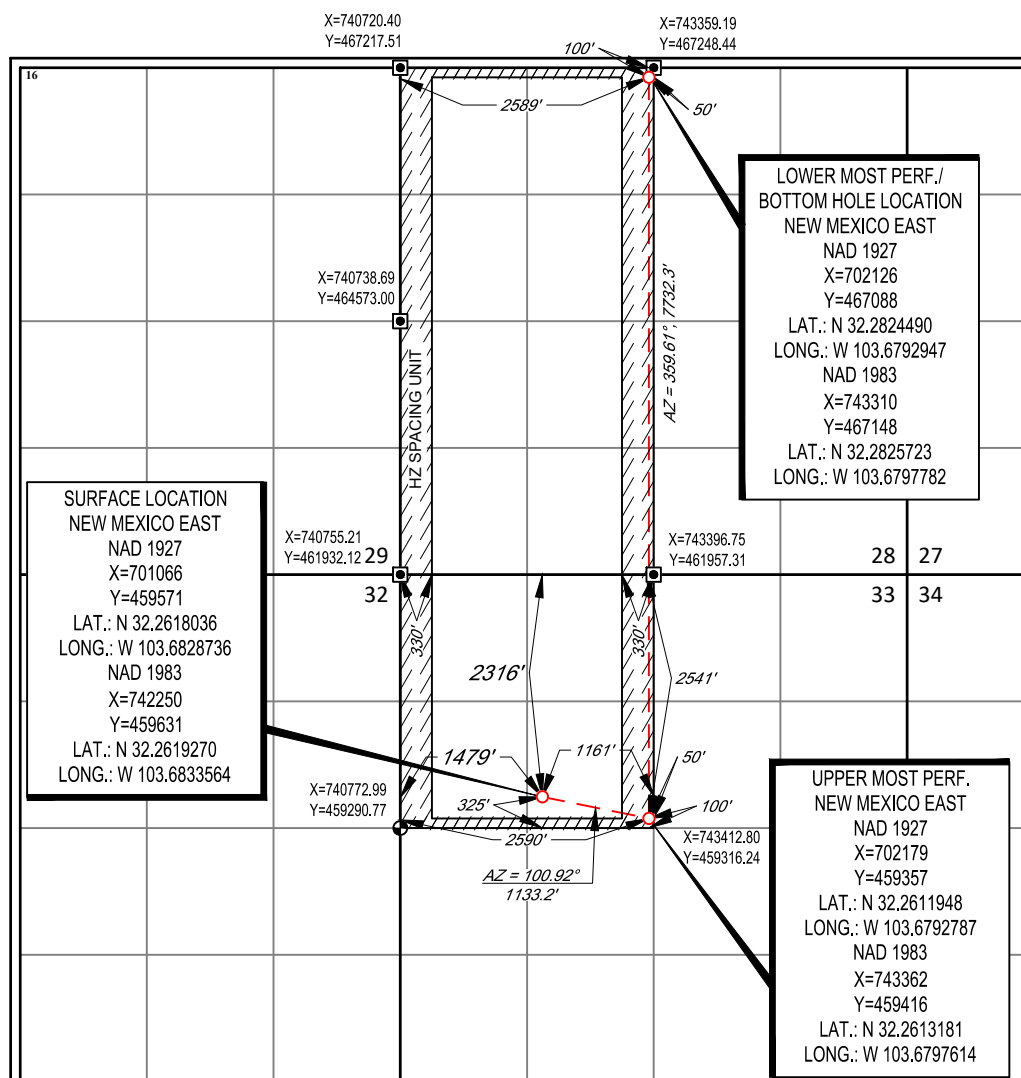 X=740720.40
Y=467217.51
X=743359.19
Y=467248.44
100'
16
2589'
50'
LOWER MOST PERF./
BOTTOM HOLE LOCATION
NEW MEXICO EAST
NAD 1927
X=702126
Y=467088
LAT.: N 32.2824490
LONG.: W 103.6792947
NAD 1983
X=743310
Y=467148
LAT.: N 32.2825723
LONG.: W 103.6797782
X=740738.69
Y=464573.00
AZ = 359.61°, 7732.3'
HZ SPACING UNIT
SURFACE LOCATION
NEW MEXICO EAST
NAD 1927
X=701066
Y=459571
LAT.: N 32.2618036
LONG.: W 103.6828736
NAD 1983
X=742250
Y=459631
LAT.: N 32.2619270
LONG.: W 103.6833564
X=740755.21
Y=461932.12
29
32
X=743396.75
Y=461957.31
28 27
33 34
330'
330'
2316'
2541'
1479'
1161'
50'
325'
100'
2590'
X=740772.99
Y=459290.77
X=743412.80
Y=459316.24
AZ = 100.92°
1133.2'
UPPER MOST PERF.
NEW MEXICO EAST
NAD 1927
X=702179
Y=459357
LAT.: N 32.2611948
LONG.: W 103.6792787
NAD 1983
X=743362
Y=459416
LAT.: N 32.2613181
LONG.: W 103.6797614